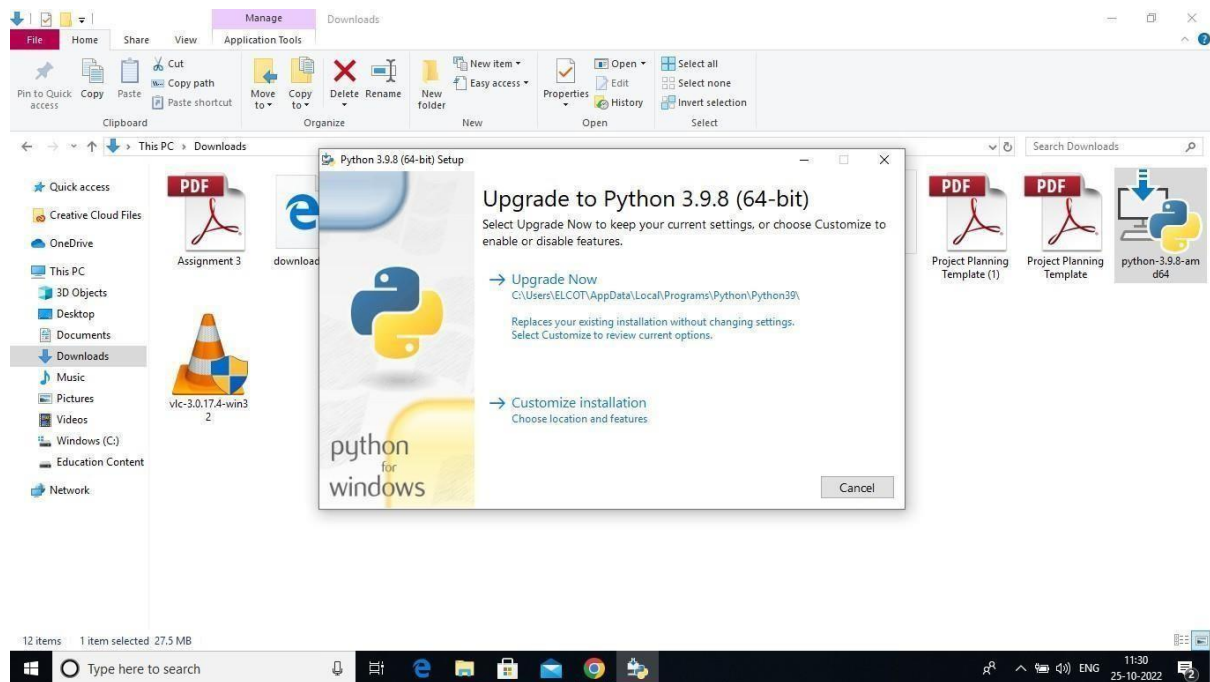 Manage
Downloads
File Home Share View Application Tools
Pin to Quick access
Copy
Paste
Cut
Copy path
Paste shortcut
Move to
Copy to
Delete
Rename
New folder
New item
Easy access
Properties
Open
Edit
History
Select all
Select none
Invert selection
Clipboard
Organize
New
Open
Select
This PC > Downloads
Search Downloads
Quick access
Creative Cloud Files
OneDrive
This PC
3D Objects
Desktop
Documents
Downloads
Music
Pictures
Videos
Windows (C:)
Education Content
Network
PDF
Assignment 3
download
vlc-3.0.17.4-win3
2
Python 3.9.8 (64-bit) Setup
Upgrade to Python 3.9.8 (64-bit)
Select Upgrade Now to keep your current settings, or choose Customize to
enable or disable features.
Upgrade Now
C:\Users\ELCOT\AppData\Local\Programs\Python\Python39\
Replaces your existing installation without changing settings.
Select Customize to review current options.
Customize installation
Choose location and features
python
for
windows
Cancel
PDF
Project Planning
Template (1)
PDF
Project Planning
Template
python-3.9.8-am
d64
12 items 1 item selected 27.5 MB
Type here to search
ENG
11:30
25-10-2022
2